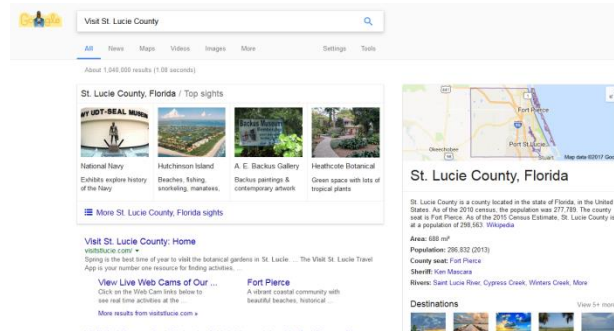 Google
Visit St. Lucie County
All News Maps Videos Images More Settings Tools
About 1,040,000 results (1.09 seconds)
St. Lucie County, Florida / Top sights
National Navy
Exhibits explore history
of the Navy
Hutchinson Island
Beaches, fishing,
snorkeling, manatees,
A. E. Backus Gallery
Backus paintings &
contemporary artwork
Heathcote Botanical
Green space with lots of
tropical plants
More St. Lucie County, Florida sights
Visit St. Lucie County: Home
visitstlucie.com/
Spring is the best time of year to visit the botanical gardens in St. Lucie. ... The Visit St. Lucie Travel
App is your number one resource for finding activities, ...
View Live Web Cams of Our ...
Click on the Web Cam links below to
see real time activities at the ...
Fort Pierce
A vibrant coastal community with
beautiful beaches, historical ...
More results from visitstlucie.com »
Fort Pierce
Okeechobee
Port St Lucie
Stuart
Map data ©2017 Goo
St. Lucie County, Florida
St. Lucie County is a county located in the state of Florida, in the United
States. As of the 2010 census, the population was 277,789. The county
seat is Fort Pierce. As of the 2015 Census Estimate, St. Lucie County is
at a population of 298,563. Wikipedia
Area: 688 mi²
Population: 286,832 (2013)
County seat: Fort Pierce
Sheriff: Ken Mascara
Rivers: Saint Lucie River, Cypress Creek, Winters Creek, More
Destinations
View 5+ more